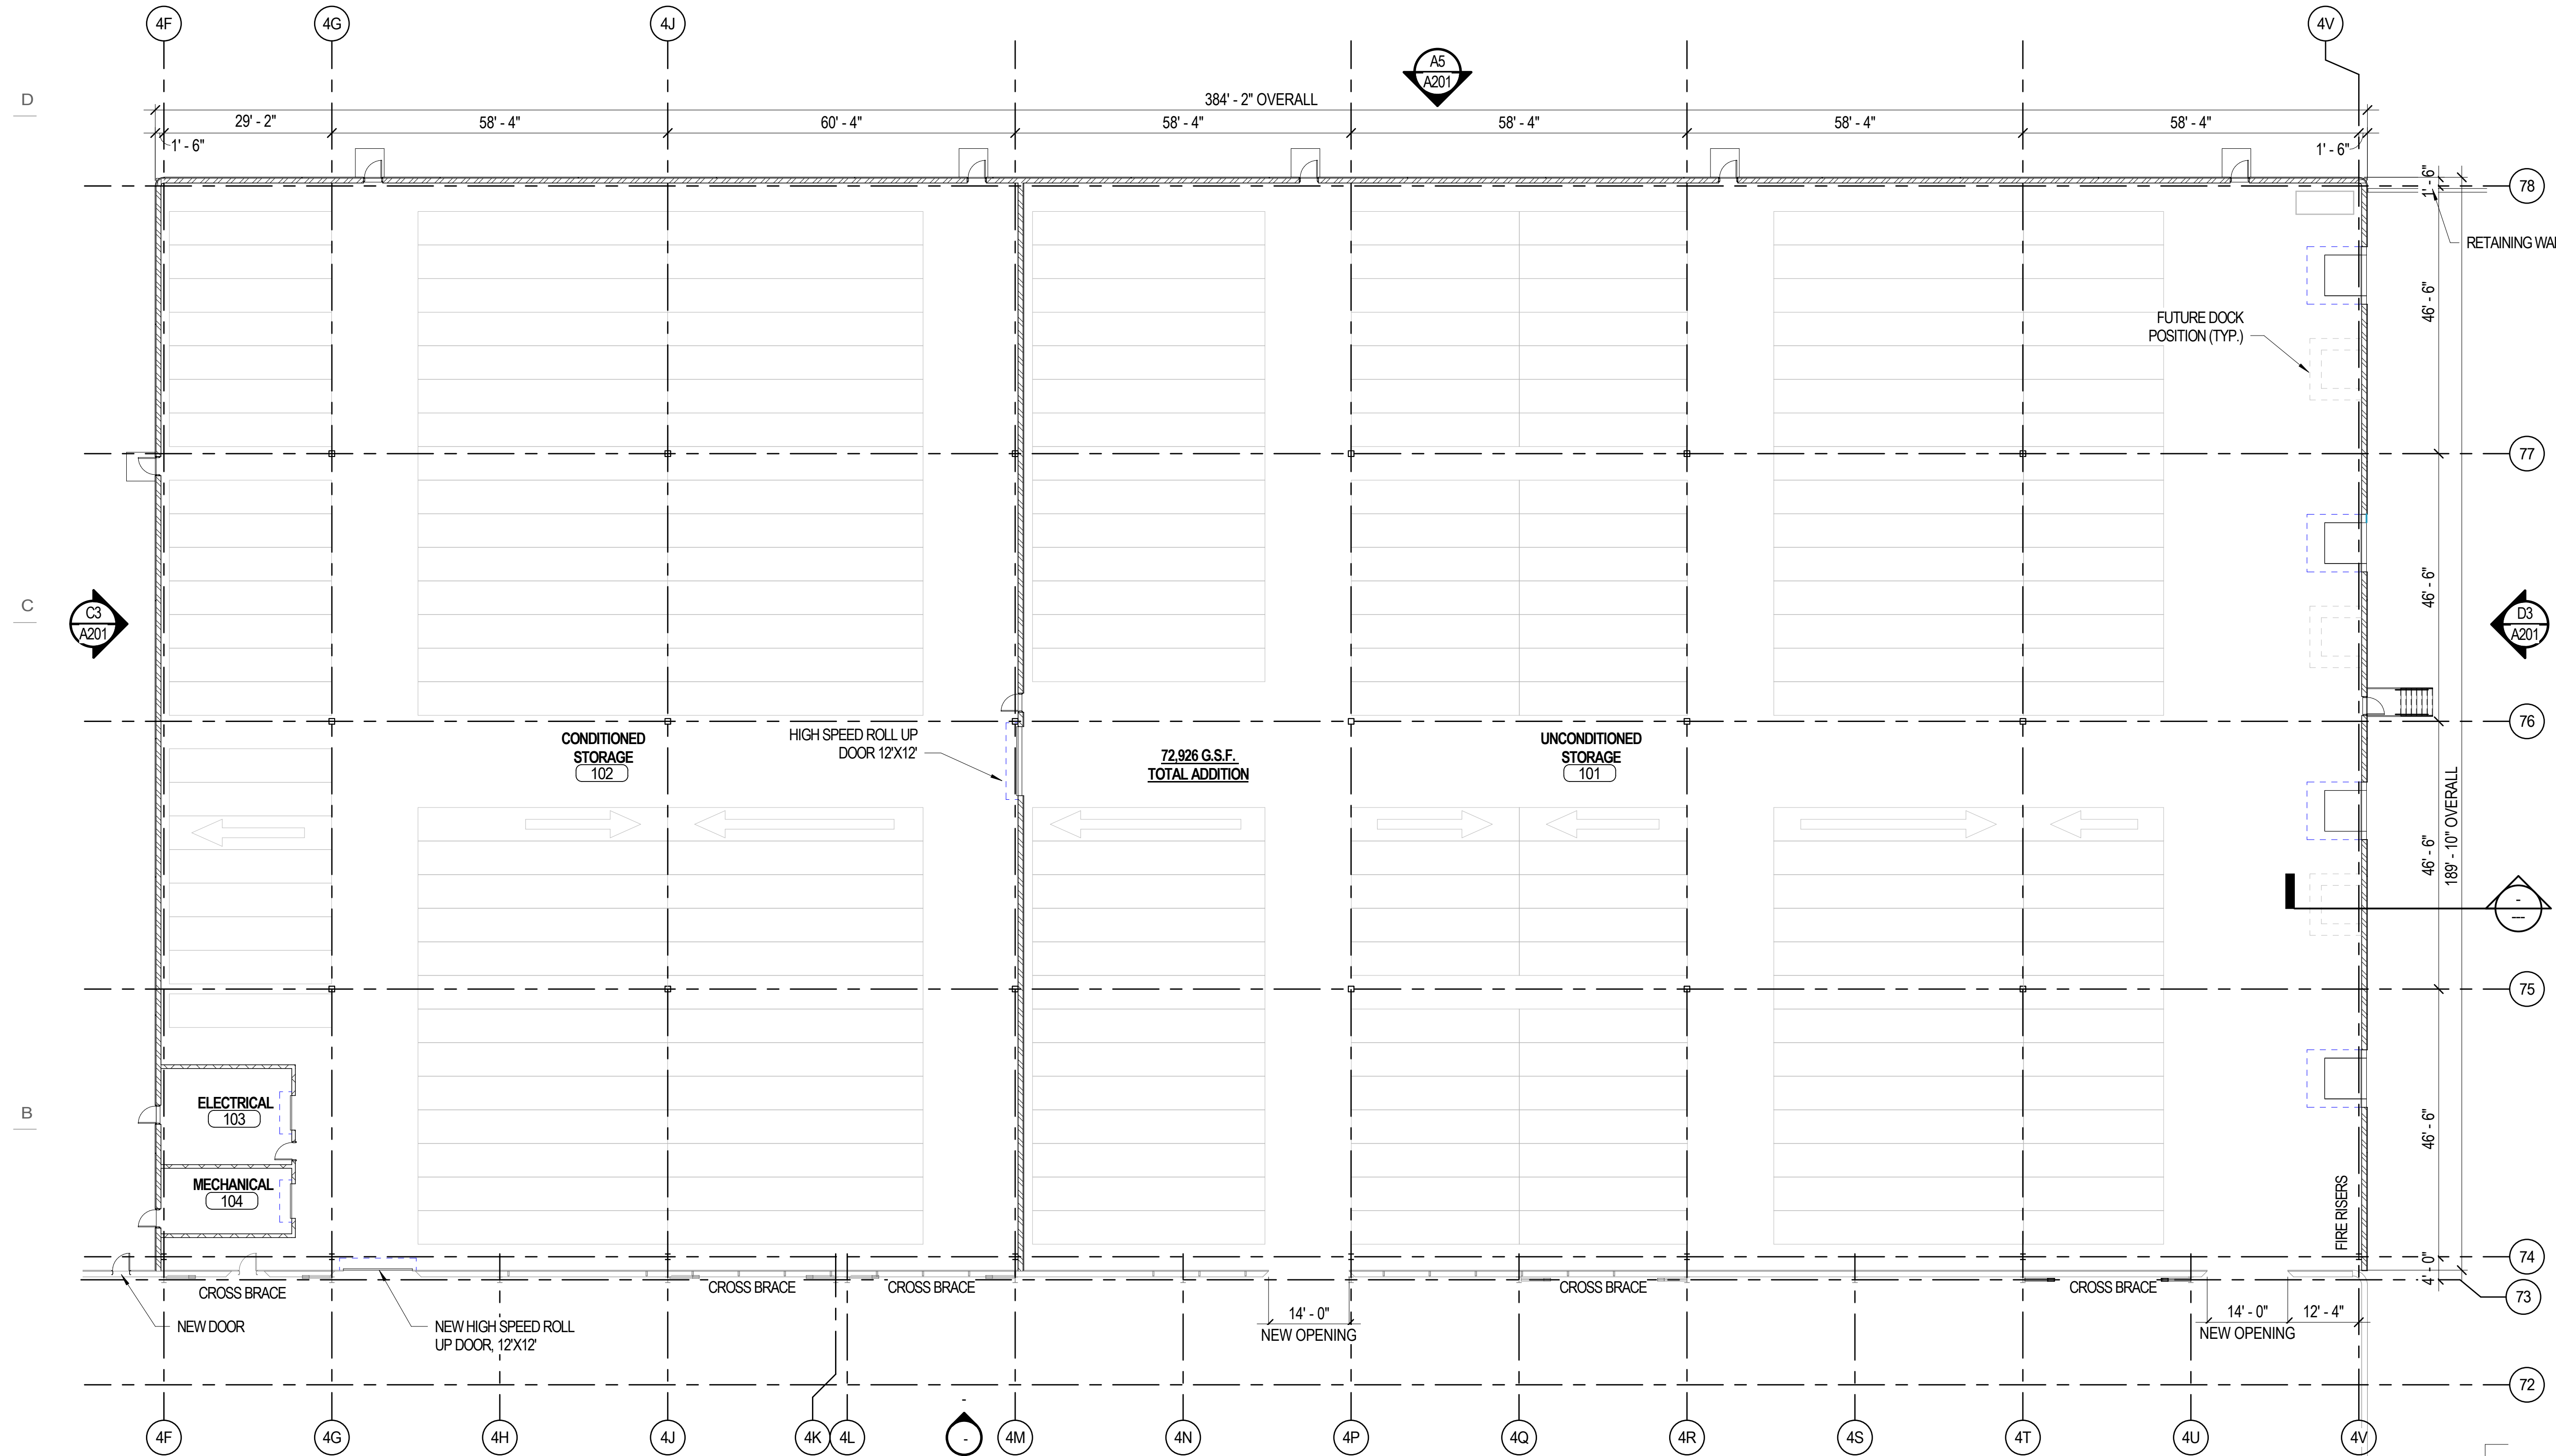 4F
4G
4J
4V
A5
A201
D
384' - 2" OVERALL
29' - 2"
58' - 4"
60' - 4"
58' - 4"
58' - 4"
58' - 4"
58' - 4"
1' - 6"
1' - 6"
1' - 6"
78
RETAINING WAL
46' - 6"
FUTURE DOCK
POSITION (TYP.)
77
C
C3
A201
46' - 6"
D3
A201
76
CONDITIONED
STORAGE
102
HIGH SPEED ROLL UP
DOOR 12'X12'
72,926 G.S.F.
TOTAL ADDITION
UNCONDITIONED
STORAGE
101
189' - 10" OVERALL
46' - 6"
-
---
75
B
ELECTRICAL
103
MECHANICAL
104
46' - 6"
FIRE RISERS
74
4' - 0"
73
CROSS BRACE
CROSS BRACE
CROSS BRACE
CROSS BRACE
CROSS BRACE
NEW DOOR
NEW HIGH SPEED ROLL
UP DOOR, 12'X12'
14' - 0"
NEW OPENING
14' - 0"
12' - 4"
NEW OPENING
72
-
-
4F
4G
4H
4J
4K
4L
4M
4N
4P
4Q
4R
4S
4T
4U
4V